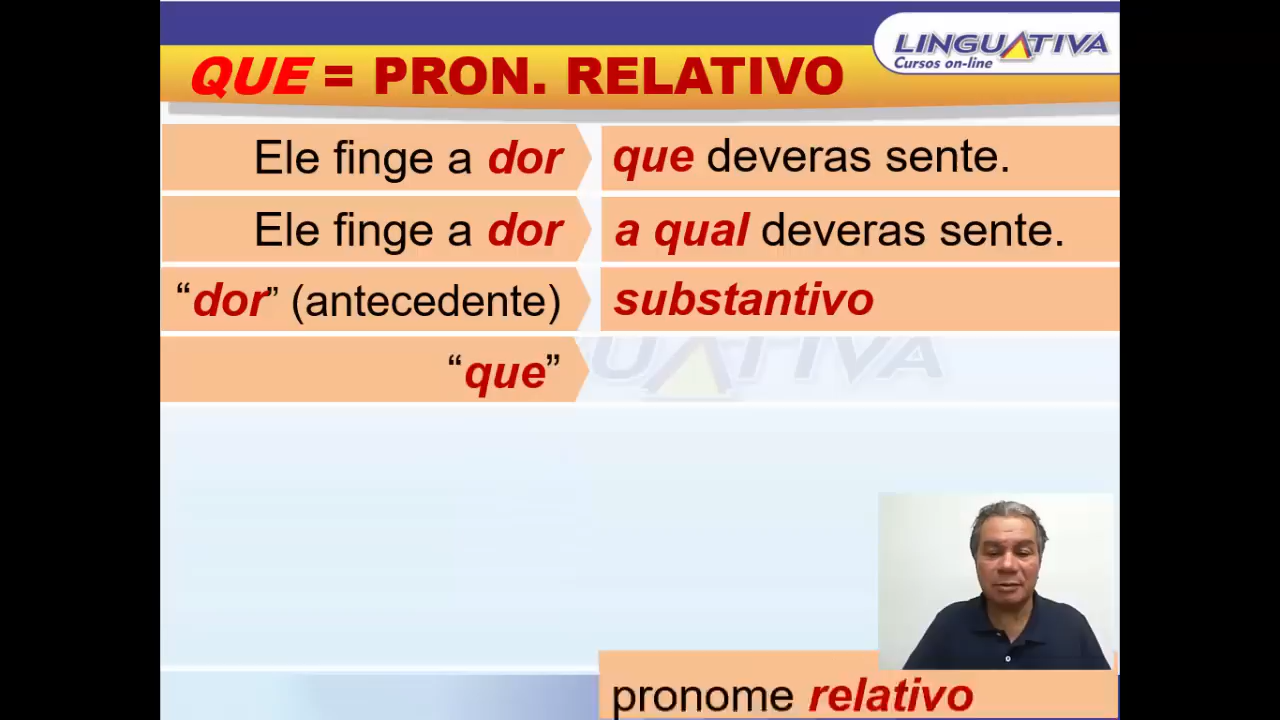 LINGUATIVA
Cursos on-line
QUE = PRON. RELATIVO
Ele finge a dor que deveras sente.
Ele finge a dor a qual deveras sente.
“dor” (antecedente) substantivo
“que”
GUATIVA
pronome relativo